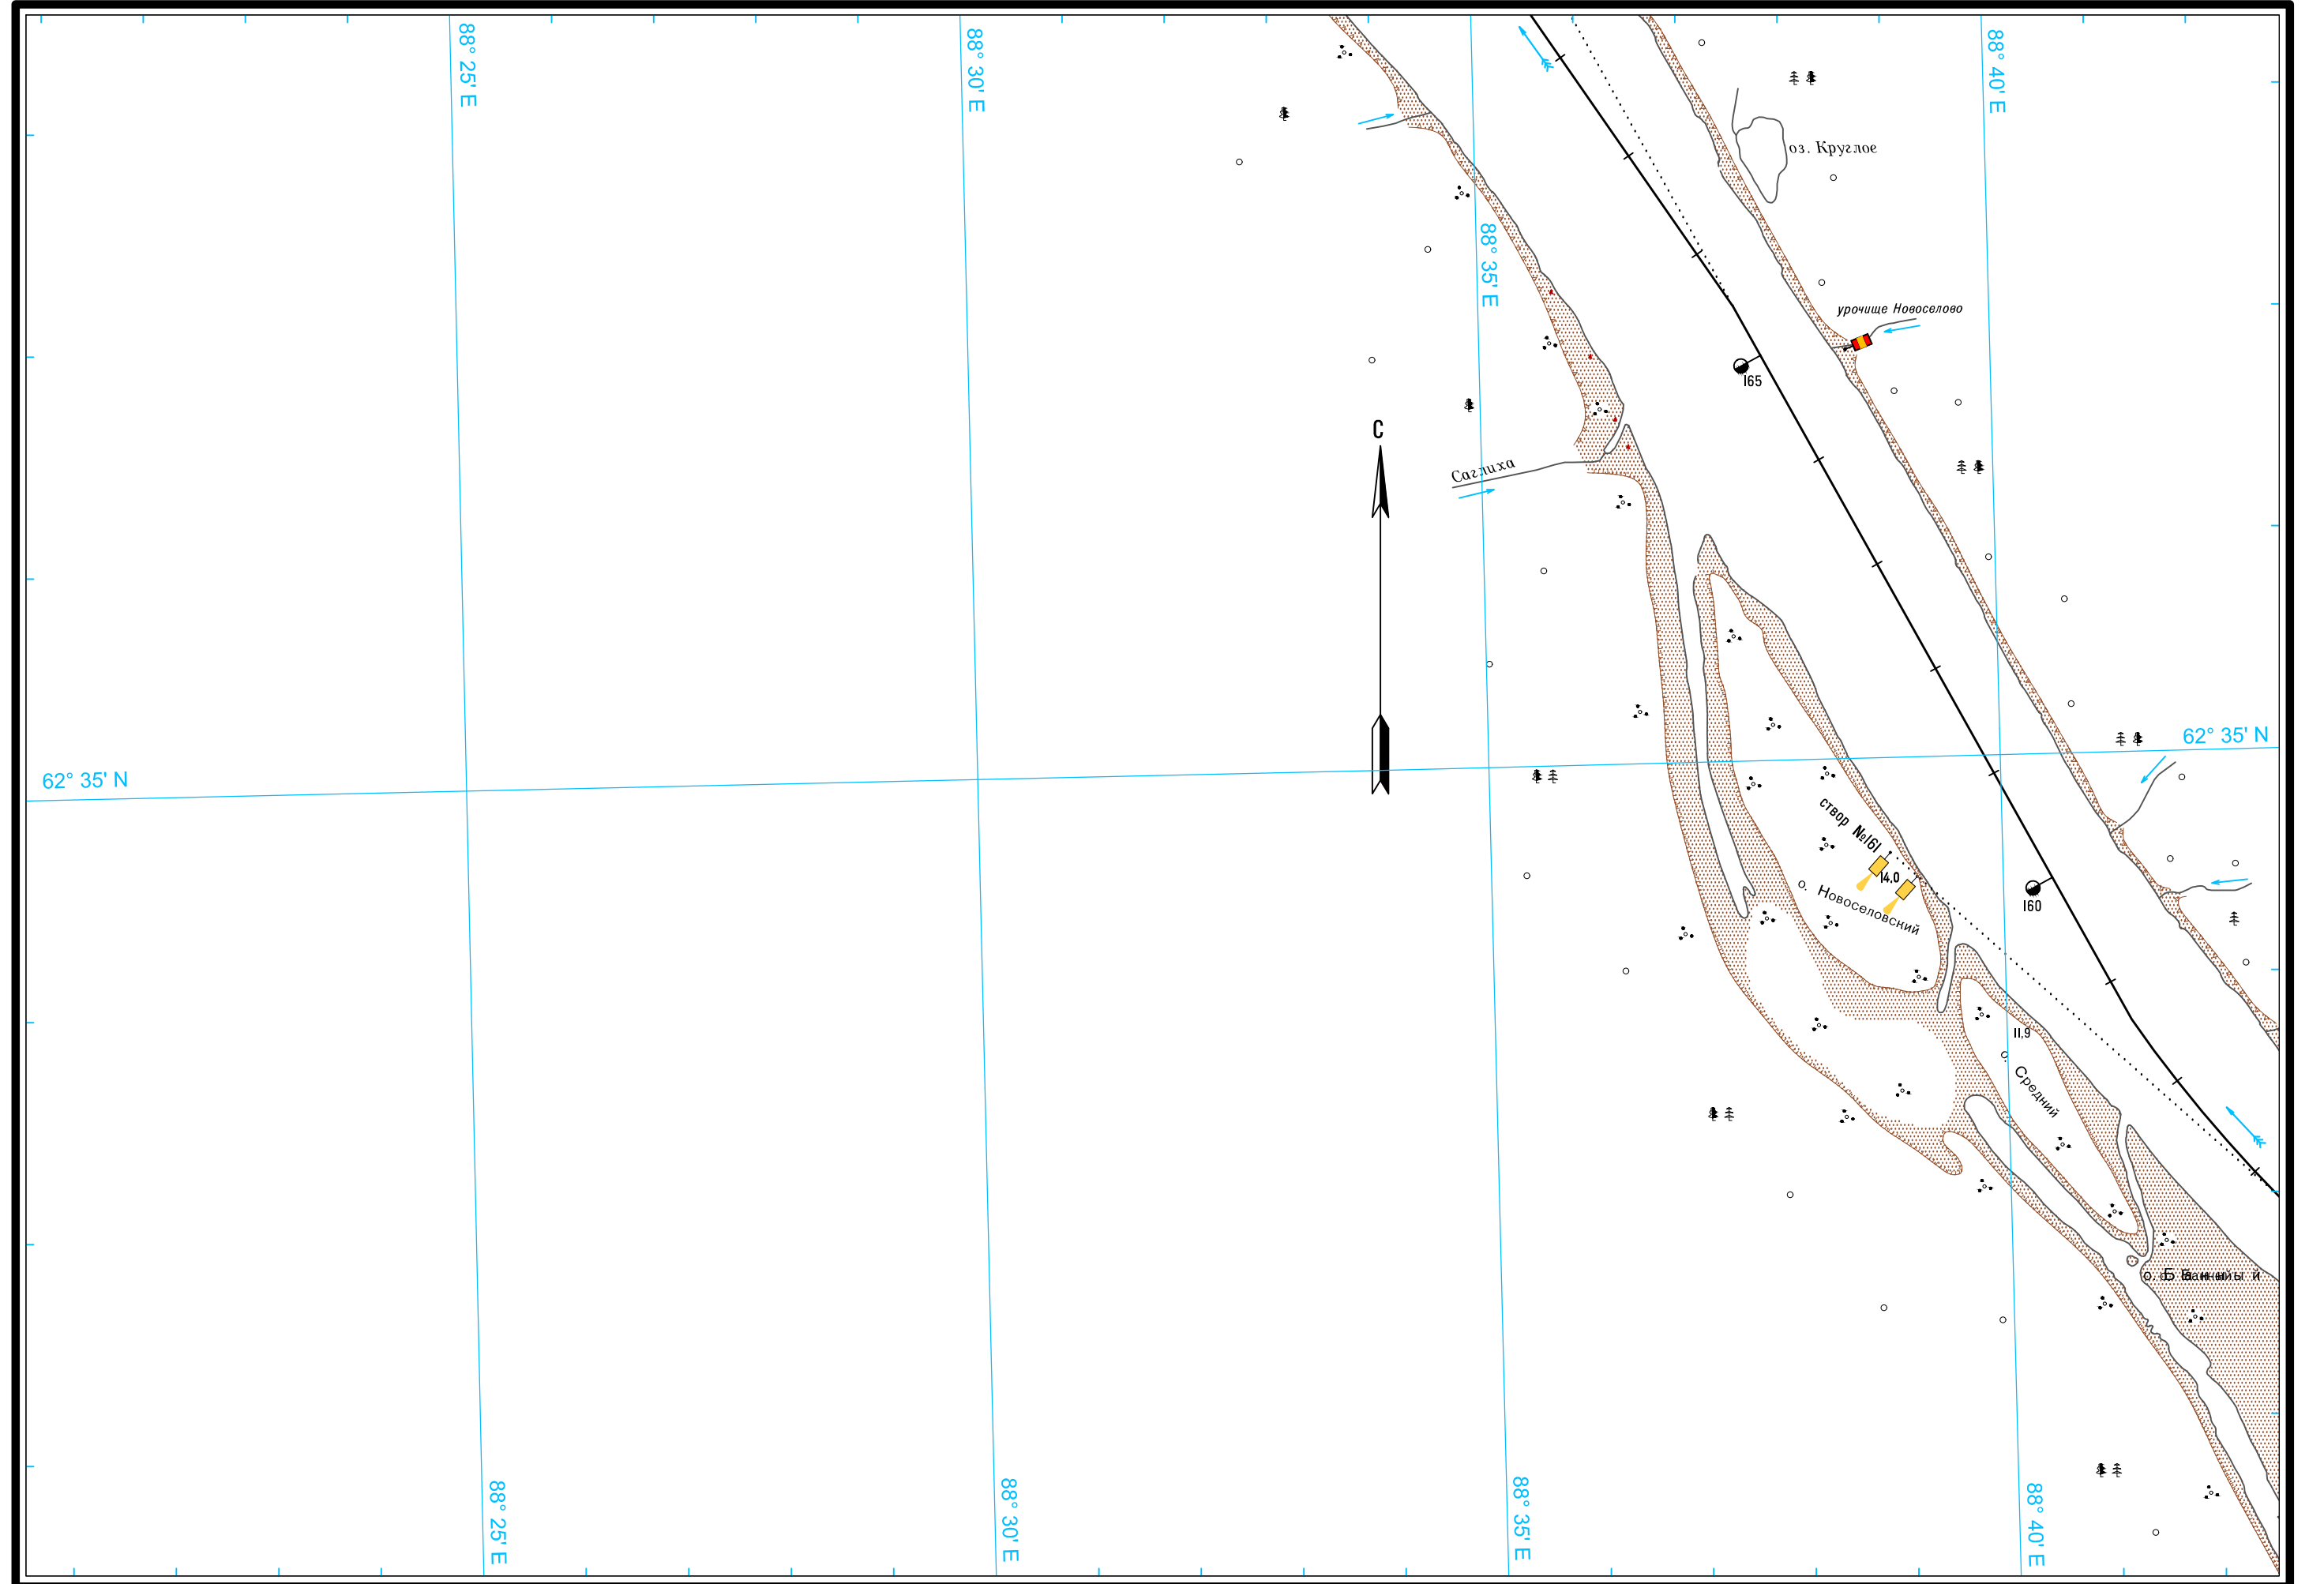 88° 25' E
88° 30' E
88° 40' E
оз. Круглое
88° 35' E
урочище Новоселово
165
С
Саглиха
62° 35' N
62° 35' N
створ №161
14,0
о. Новоселовский
160
11,9
о. Средний
88° 25' E
88° 30' E
88° 35' E
88° 40' E